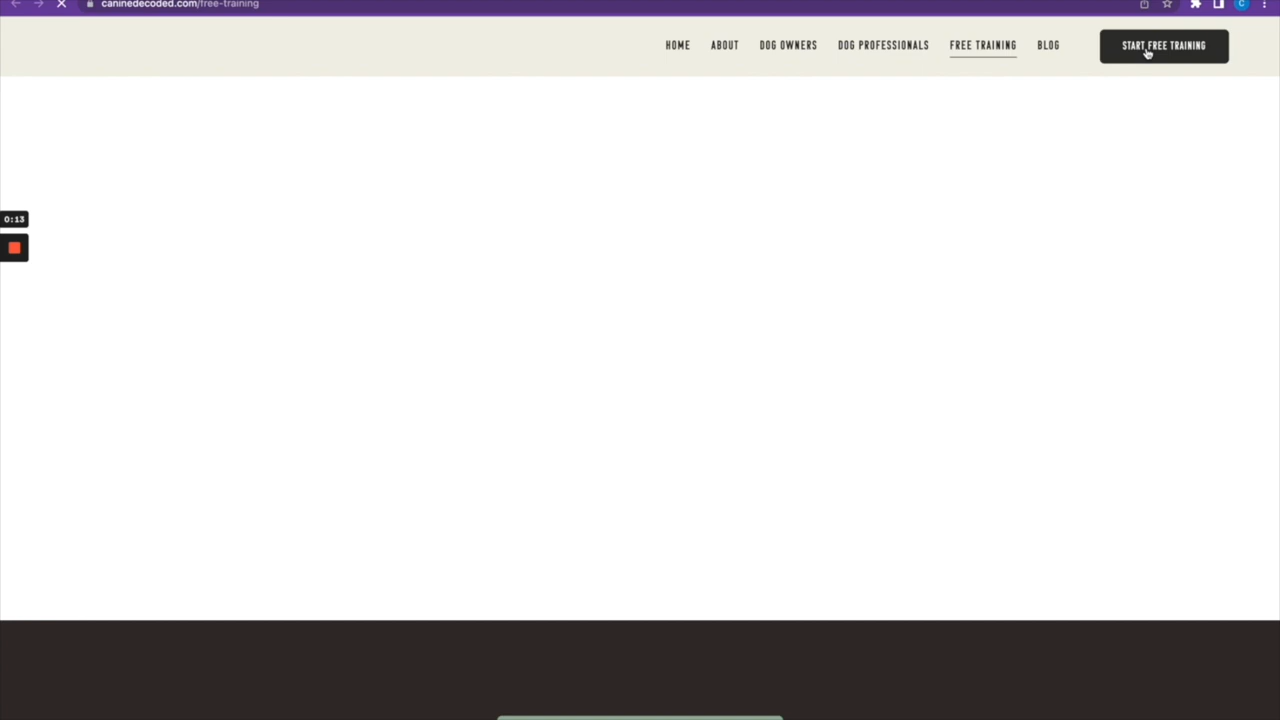 caninedecoded.com/free-training
HOME ABOUT DOG OWNERS DOG PROFESSIONALS FREE TRAINING BLOG START FREE TRAINING
0:13
C